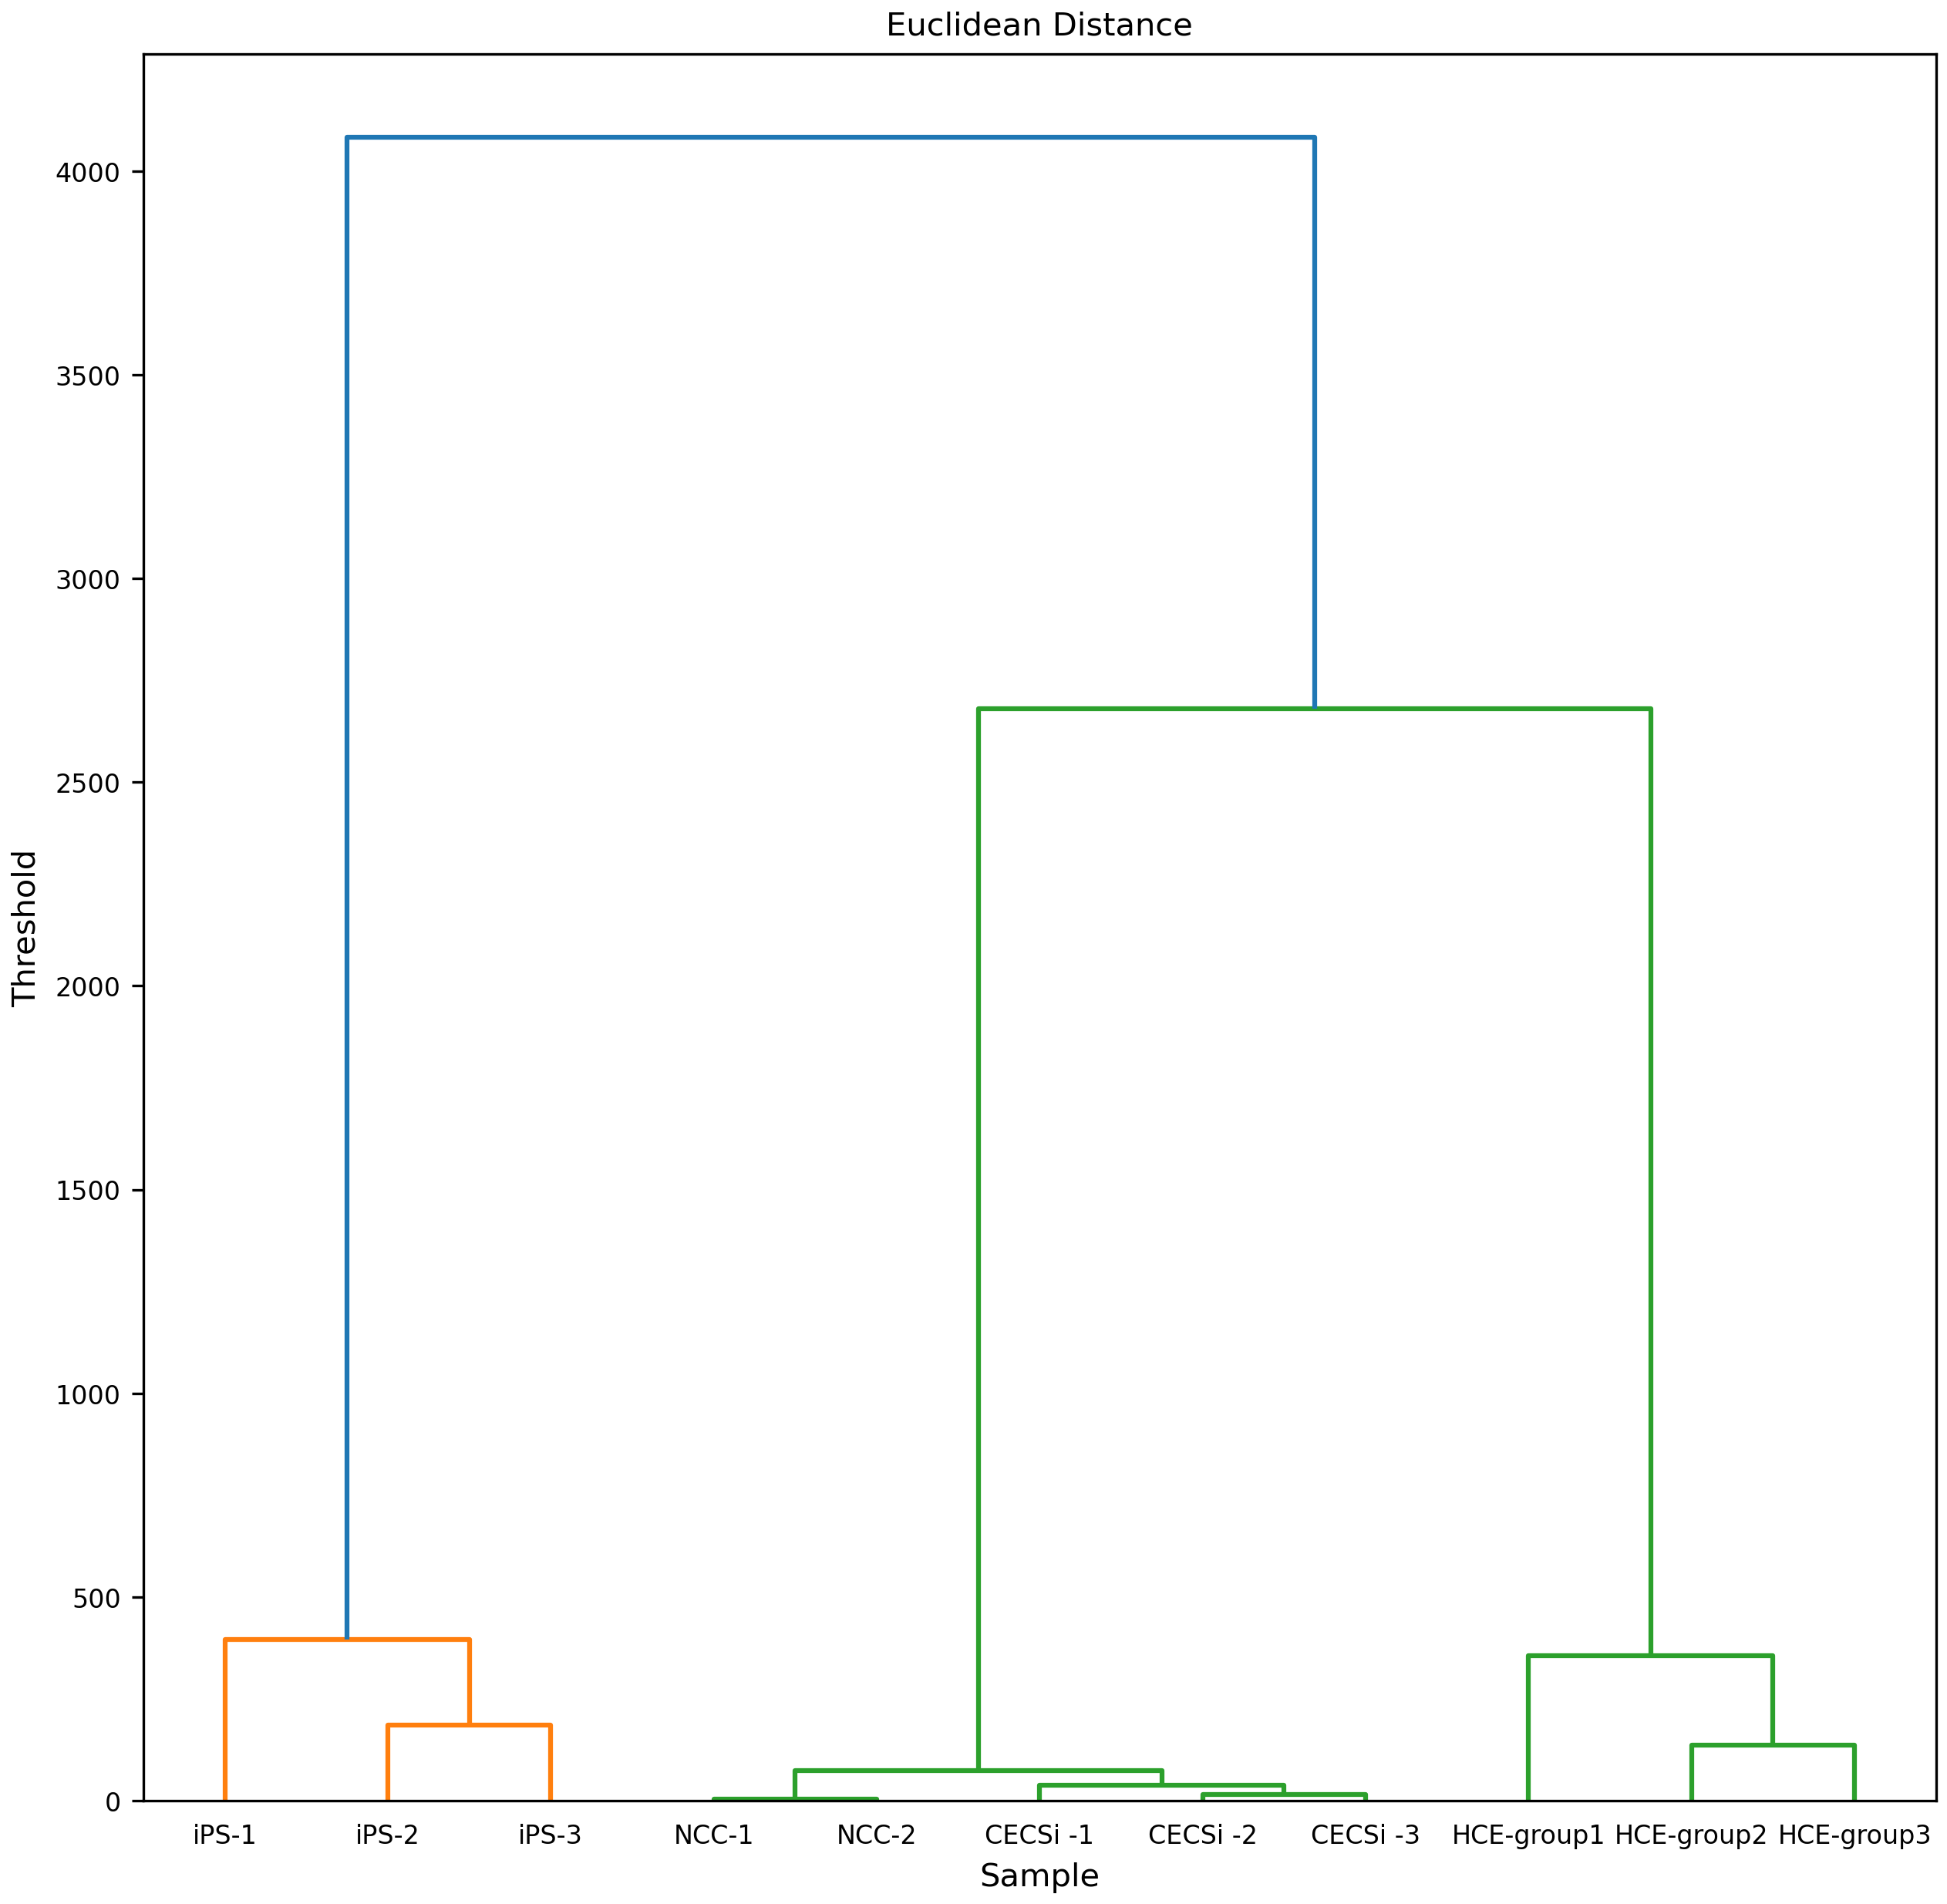 Euclidean Distance
4000
3500
3000
2500
2000
1500
1000
500
0
Threshold
iPS-1 iPS-2 iPS-3 NCC-1 NCC-2 CECSi -1 CECSi -2 CECSi -3 HCE-group1 HCE-group2 HCE-group3
Sample